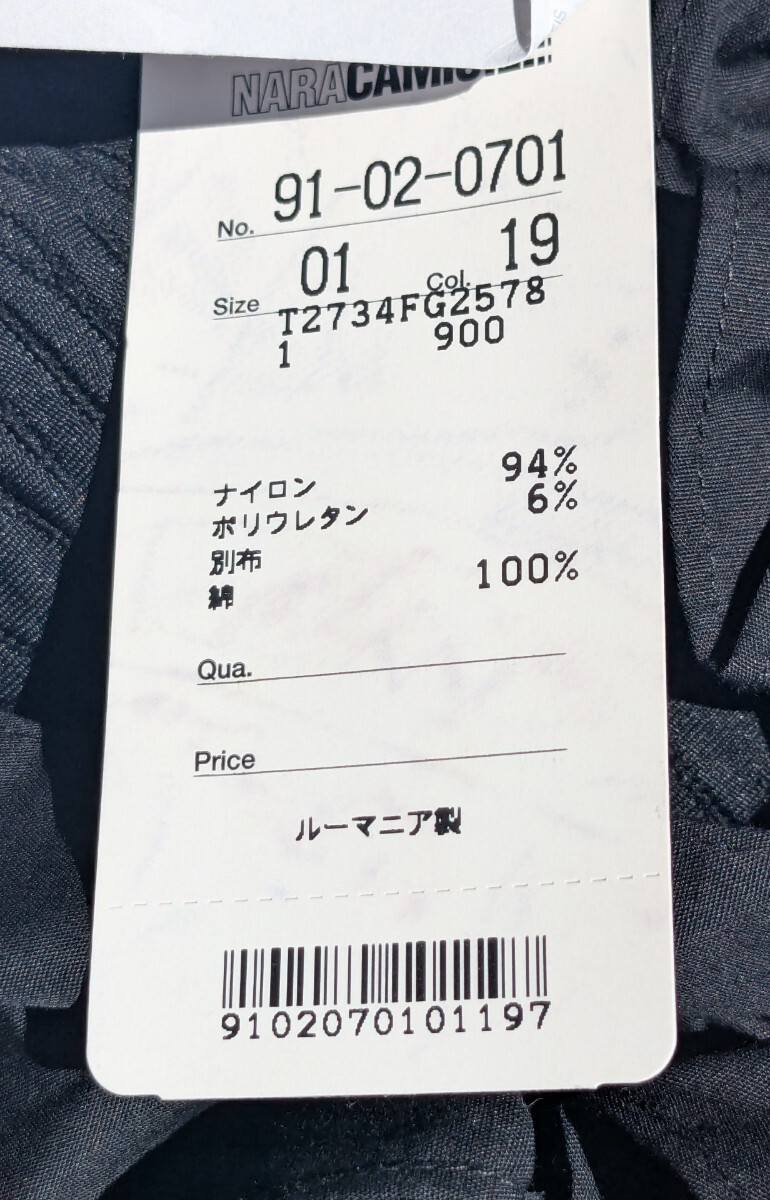 NARACAMICIE
No. 91-02-0701
Size 01 Col. 19
T2734FG2578
1 900
ナイロン 94%
ポリウレタン 6%
別布
綿 100%
Qua.
Price
ルーマニア製
9102070101197